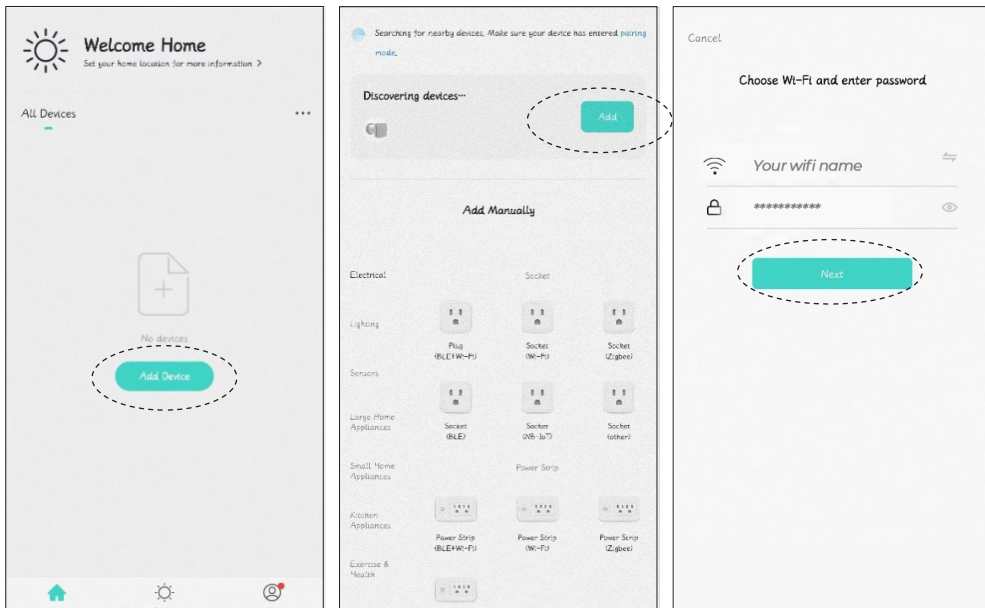 Welcome Home
Set your home location for more information >
All Devices
No devices
Add Device
Searching for nearby devices, Make sure your device has entered pairing
mode.
Discovering devices...
Add
Add Manually
Electrical
Socket
Lighting
Plug
(BLE+Wi-Fi)
Socket
(Wi-Fi)
Socket
(Zigbee)
Sensors
Large Home
Appliances
Socket
(BLE)
Socket
(NB-IoT)
Socket
(other)
Small Home
Appliances
Power Strip
Kitchen
Appliances
Power Strip
(BLE+Wi-Fi)
Power Strip
(Wi-Fi)
Power Strip
(Zigbee)
Exercise &
Health
Cancel
Choose Wi-Fi and enter password
Your wifi name
***********
Next